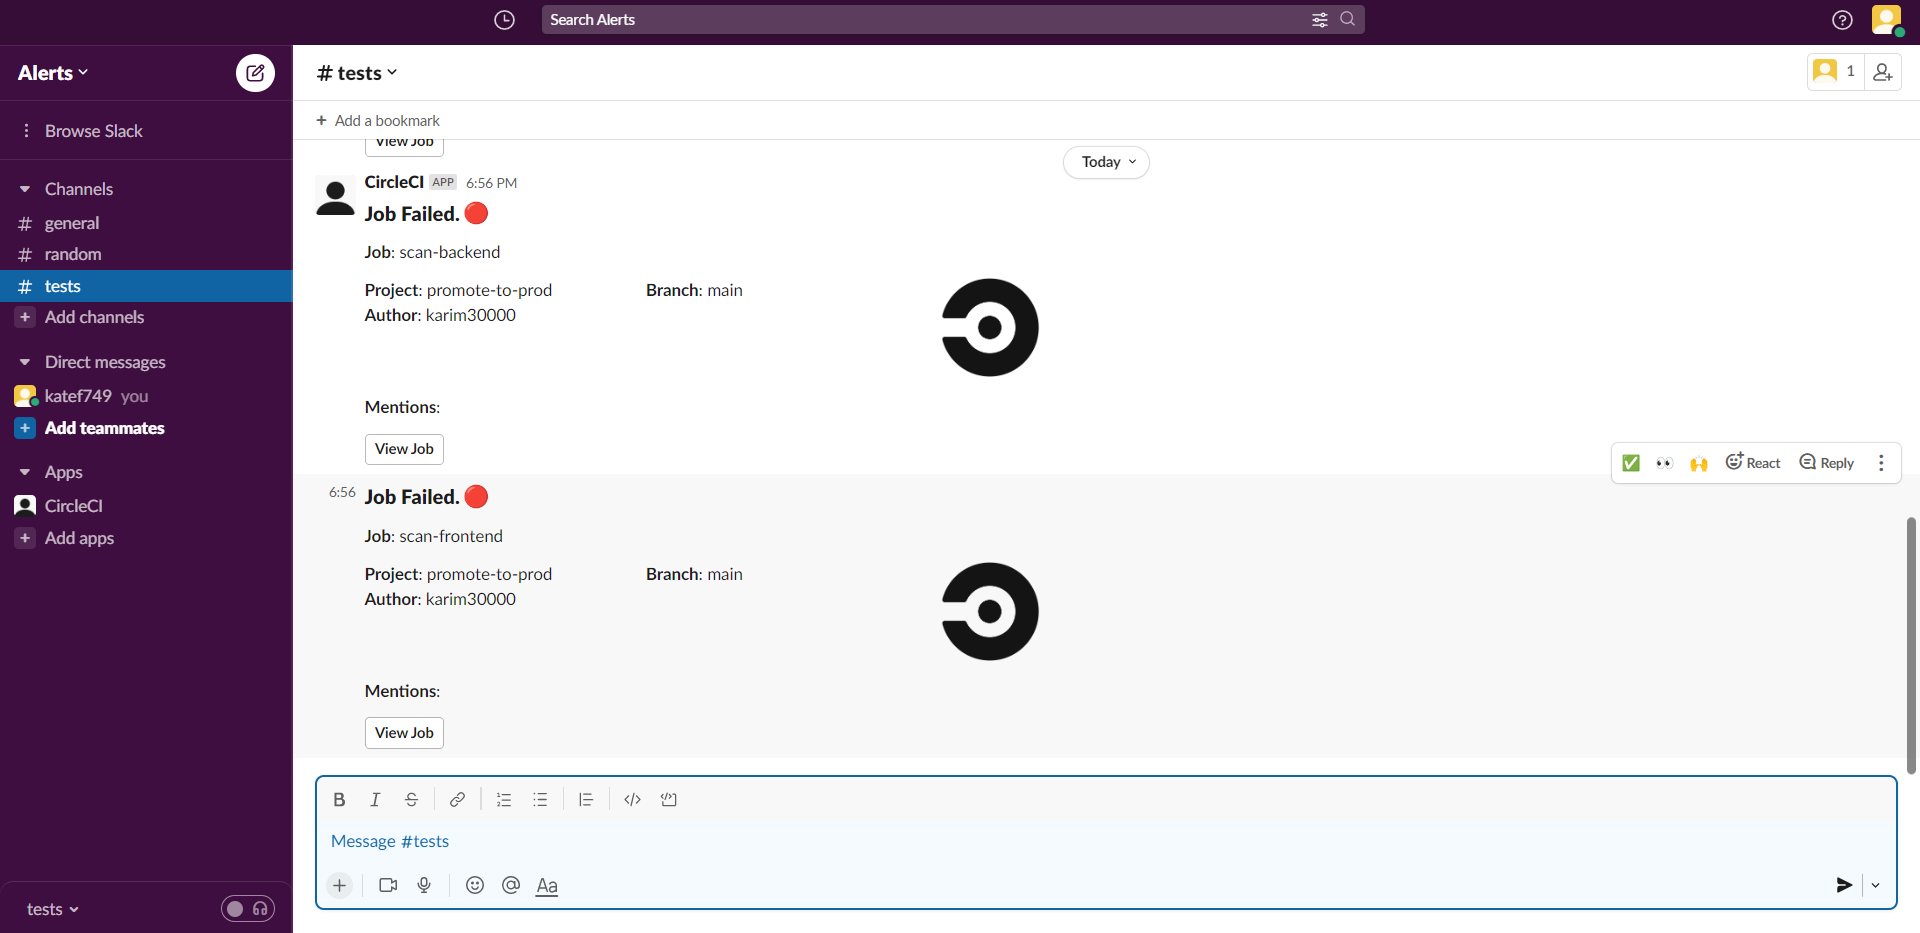 Search Alerts
Alerts
# tests
1
Browse Slack
+ Add a bookmark
View Job
Today
Channels
# general
# random
# tests
+ Add channels
Direct messages
katef749 you
+ Add teammates
Apps
CircleCI
+ Add apps
tests
CircleCI APP 6:56 PM
Job Failed.
Job: scan-backend
Project: promote-to-prod Branch: main
Author: karim30000
Mentions:
View Job
React Reply
6:56 Job Failed.
Job: scan-frontend
Project: promote-to-prod Branch: main
Author: karim30000
Mentions:
View Job
B I S
Message #tests
+ @ Aa